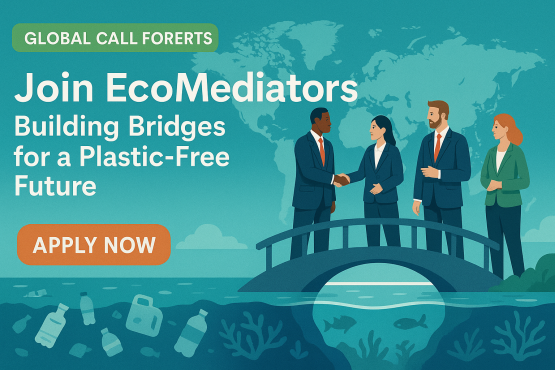 GLOBAL CALL FORERTS
Join EcoMediators
Building Bridges
for a Plastic-Free
Future
APPLY NOW